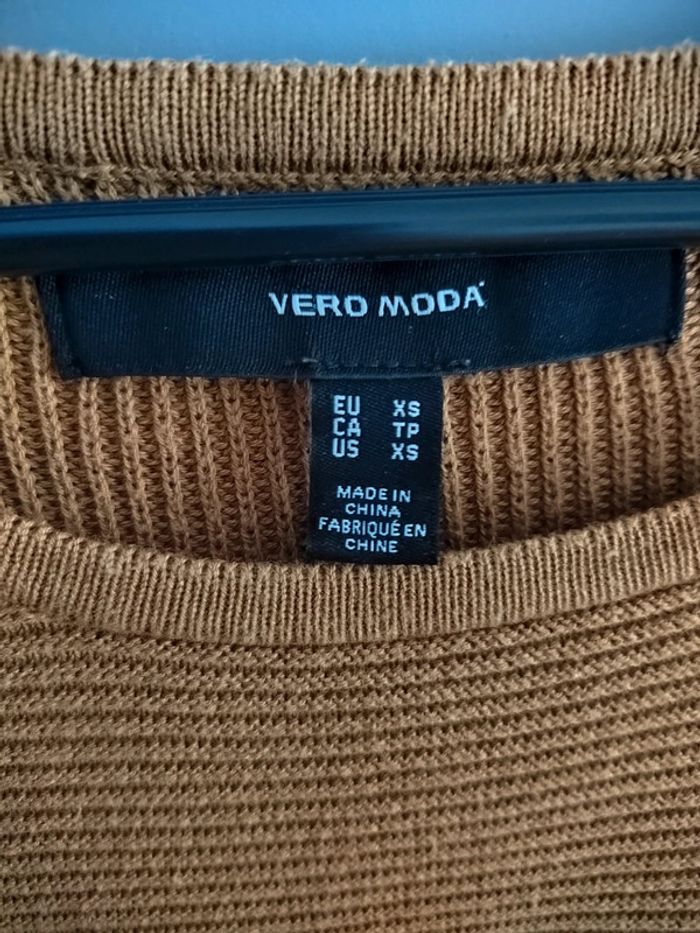 VERO MODA
EU XS
CA TP
US XS
MADE IN
CHINA
FABRIQUÉ EN
CHINE